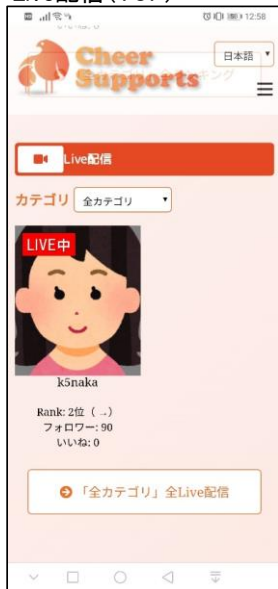 12:58
Cheer
Supports
日本語
Live配信
カテゴリ 全カテゴリ
LIVE中
k5naka
Rank: 2位 ( → )
フォロワー: 90
いいね: 0
「全カテゴリ」全Live配信